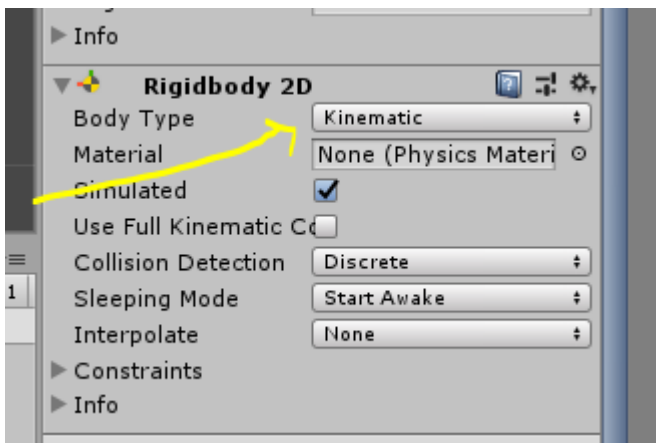 Info
Rigidbody 2D
Body Type Kinematic
Material None (Physics Materi
Simulated
Use Full Kinematic Co
Collision Detection Discrete
1
Sleeping Mode Start Awake
Interpolate None
Constraints
Info